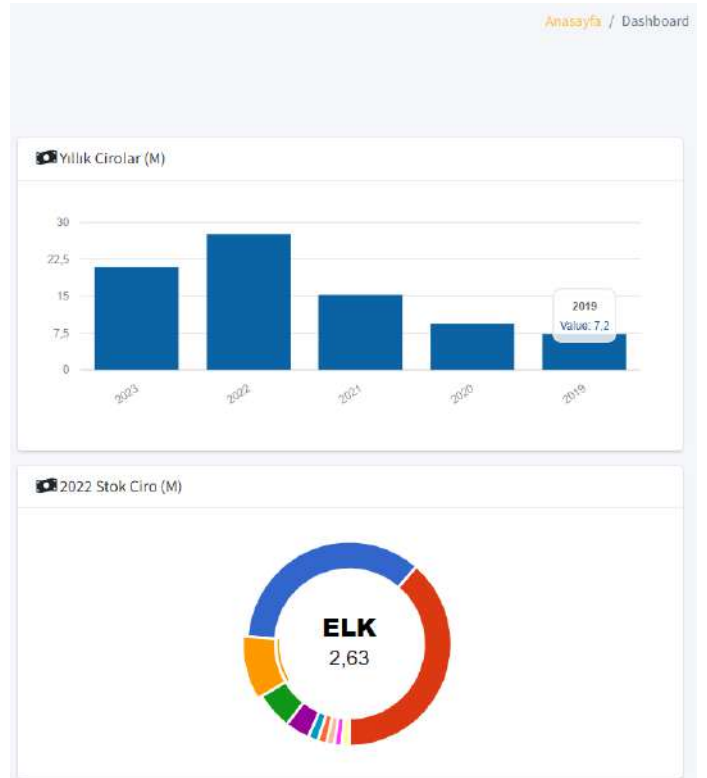 Anasayfa / Dashboard
Yıllık Cirolar (M)
30
22,5
15
7,5
0
2019
Value: 7,2
2023
2022
2021
2020
2019
2022 Stok Ciro (M)
ELK
2,63